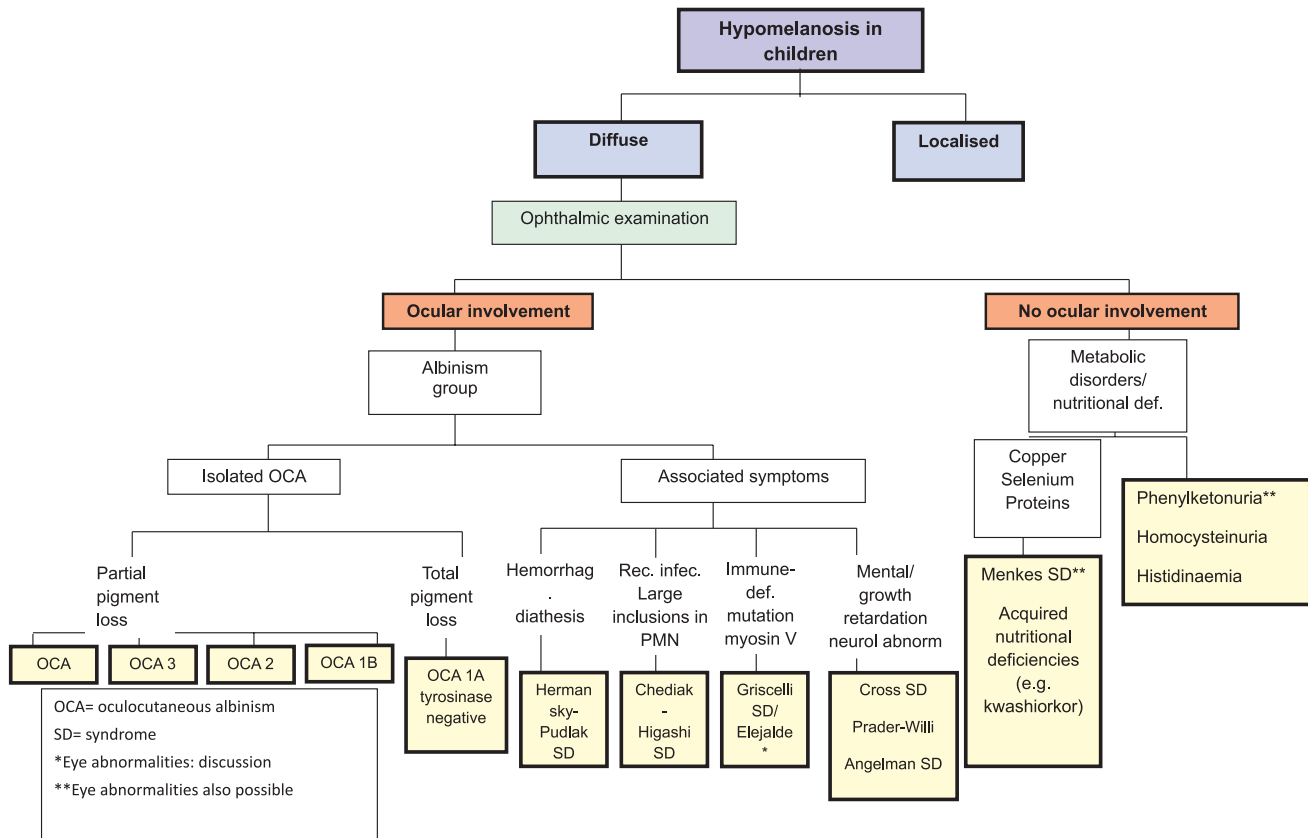 Hypomelanosis in
children
Diffuse
Localised
Ophthalmic examination
Ocular involvement
No ocular involvement
Albinism
group
Metabolic
disorders/
nutritional def.
Isolated OCA
Associated symptoms
Copper
Selenium
Proteins
Phenylketonuria**
Homocysteinuria
Histidinaemia
Partial
pigment
loss
Total
pigment
loss
Hemorrhag
.
diathesis
Rec. infec.
Large
inclusions in
PMN
Immune-
def.
mutation
myosin V
Mental/
growth
retardation
neurol abnorm
Menkes SD**
Acquired
nutritional
deficiencies
(e.g.
kwashiorkor)
OCA
OCA 3
OCA 2
OCA 1B
OCA 1A
tyrosinase
negative
Herman
sky-
Pudlak
SD
Chediak
-
Higashi
SD
Griscelli
SD/
Elejalde
*
Cross SD
Prader-Willi
Angelman SD
OCA= oculocutaneous albinism
SD= syndrome
*Eye abnormalities: discussion
**Eye abnormalities also possible